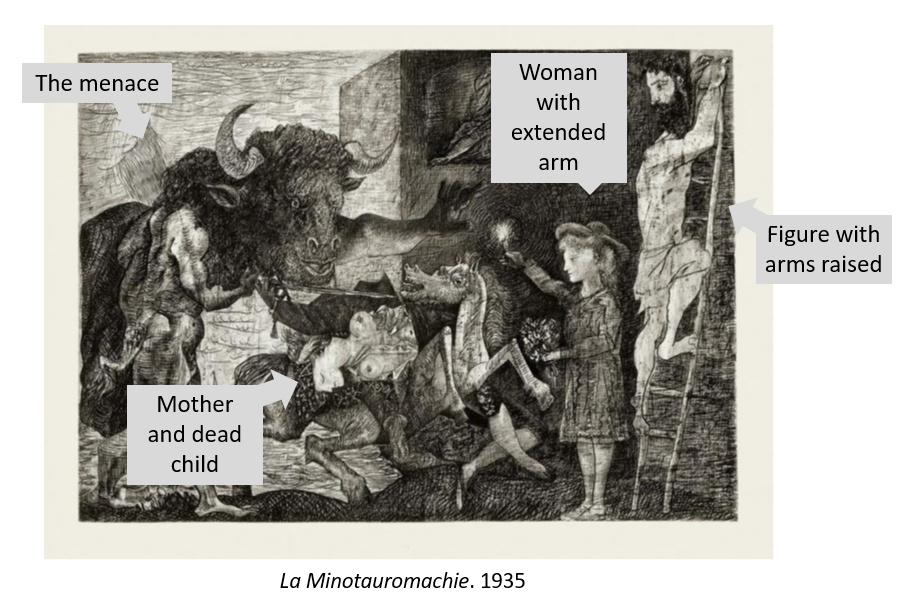 The menace
Woman
with
extended
arm
Figure with
arms raised
Mother
and dead
child
La Minotauromachie. 1935